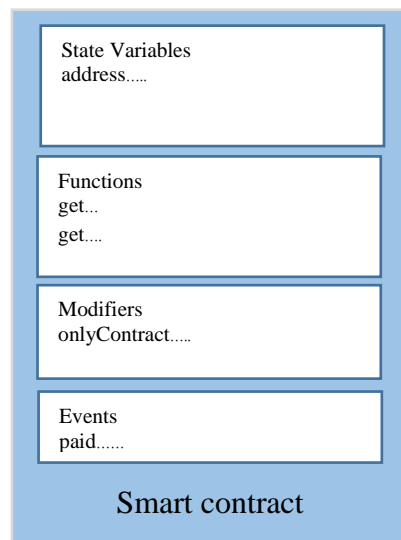 State Variables
address.....
Functions
get...
get....
Modifiers
onlyContract.....
Events
paid......
Smart contract